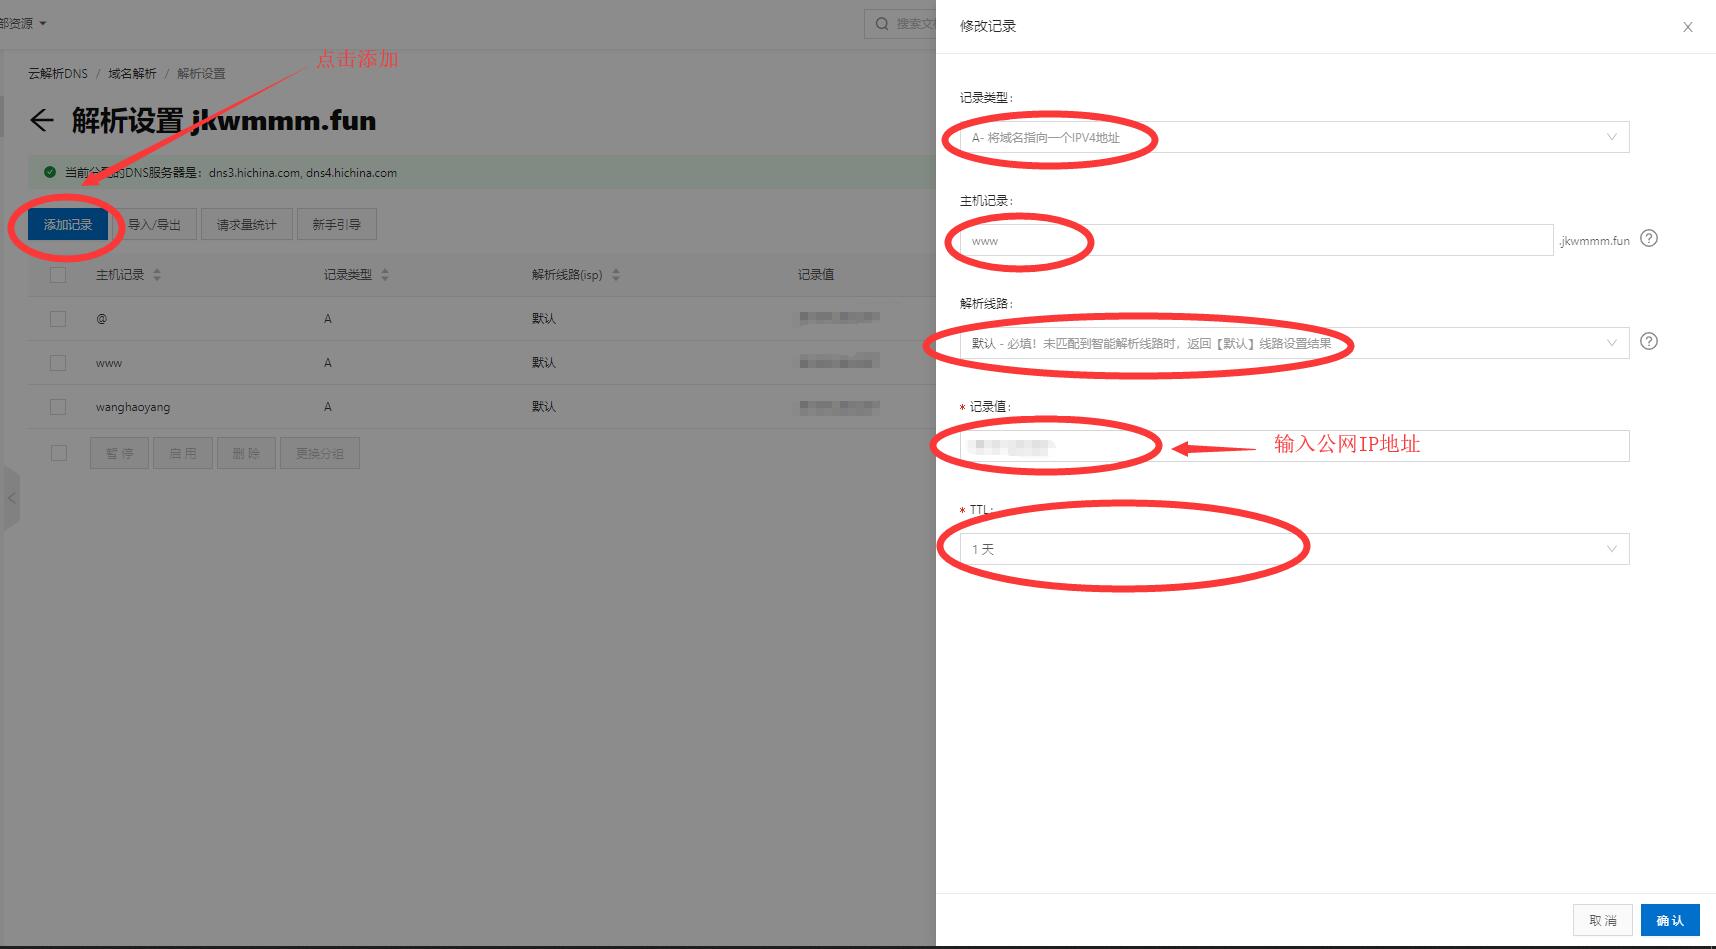 部资源
搜索文
云解析DNS / 域名解析 / 解析设置
点击添加
解析设置 jkwmmm.fun
当前分配的DNS服务器是：dns3.hichina.com, dns4.hichina.com
添加记录 导入/导出 请求量统计 新手引导
主机记录 记录类型 解析线路(isp) 记录值
@ A 默认
www A 默认
wanghaoyang A 默认
暂停 启用 删除 更换分组
修改记录
X
记录类型：
A- 将域名指向一个IPV4地址
主机记录：
www .jkwmmm.fun ?
解析线路：
默认 - 必填！未匹配到智能解析线路时，返回【默认】线路设置结果 ?
* 记录值：
输入公网IP地址
* TTL：
1 天
取消 确认